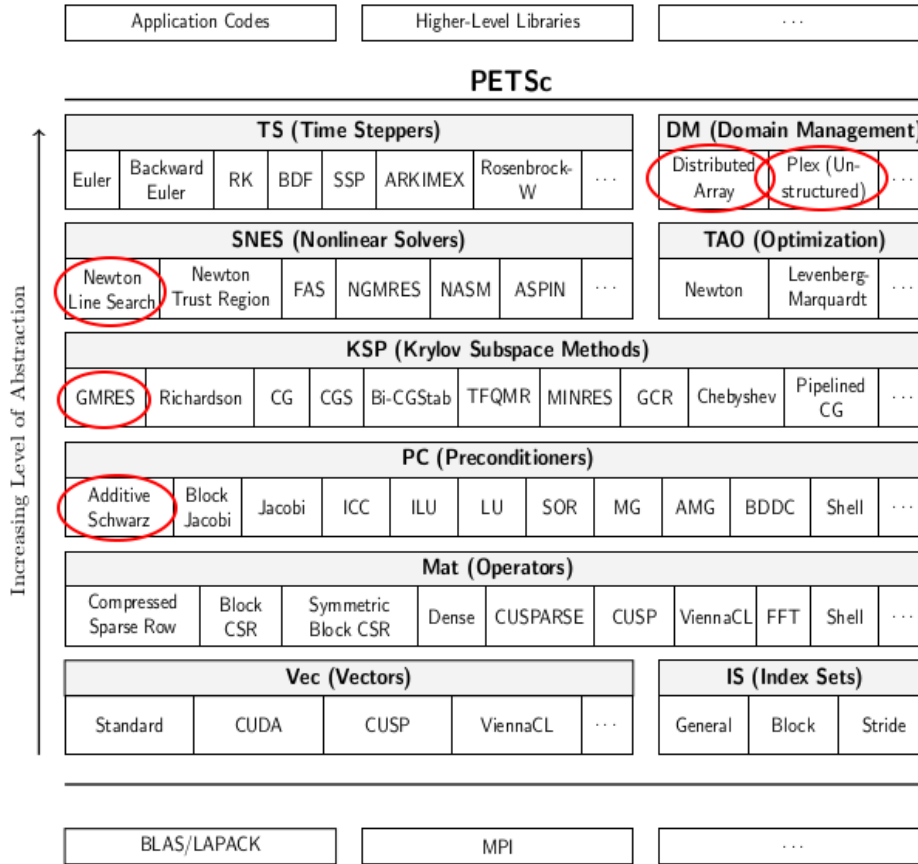 Application Codes
Higher-Level Libraries
···
PETSc
Increasing Level of Abstraction
TS (Time Steppers)
Euler
Backward
Euler
RK
BDF
SSP
ARKIMEX
Rosenbrock-
W
···
DM (Domain Management)
Distributed
Array
Plex (Un-
structured)
···
SNES (Nonlinear Solvers)
Newton
Line Search
Newton
Trust Region
FAS
NGMRES
NASM
ASPIN
···
TAO (Optimization)
Newton
Levenberg-
Marquardt
···
KSP (Krylov Subspace Methods)
GMRES
Richardson
CG
CGS
Bi-CGStab
TFQMR
MINRES
GCR
Chebyshev
Pipelined
CG
···
PC (Preconditioners)
Additive
Schwarz
Block
Jacobi
Jacobi
ICC
ILU
LU
SOR
MG
AMG
BDDC
Shell
···
Mat (Operators)
Compressed
Sparse Row
Block
CSR
Symmetric
Block CSR
Dense
CUSPARSE
CUSP
ViennaCL
FFT
Shell
···
Vec (Vectors)
Standard
CUDA
CUSP
ViennaCL
···
IS (Index Sets)
General
Block
Stride
BLAS/LAPACK
MPI
···